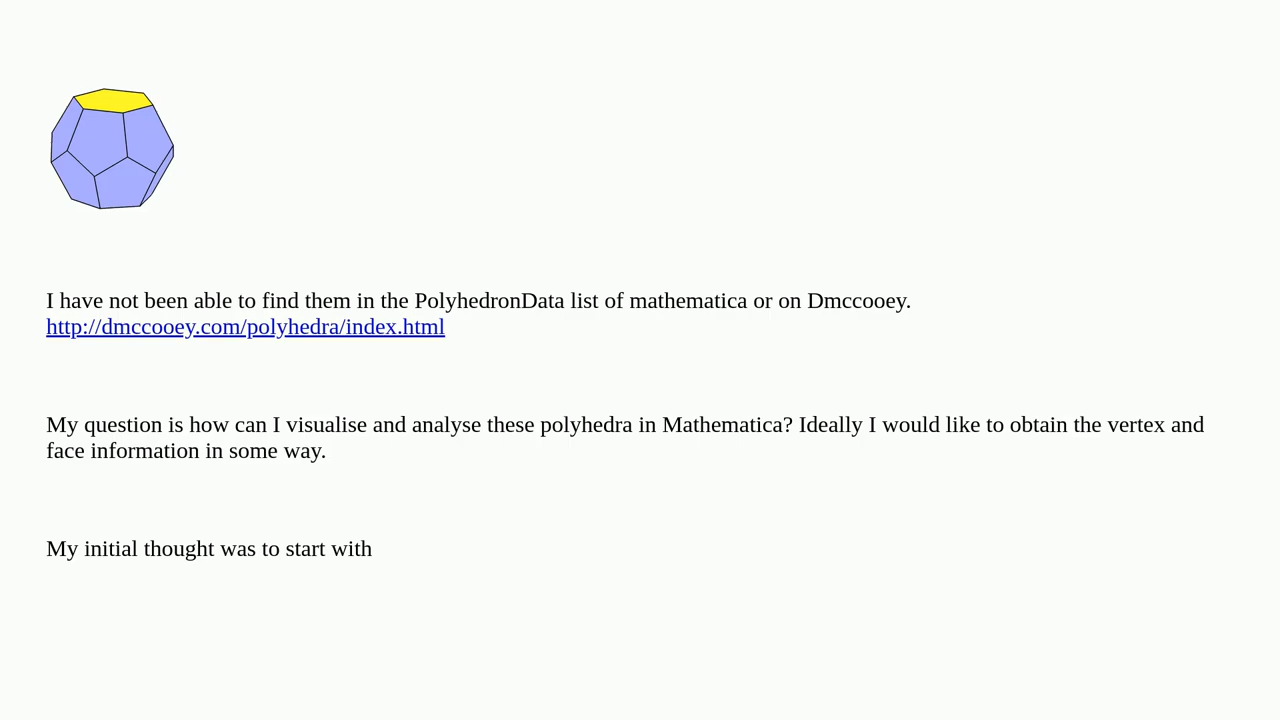 I have not been able to find them in the PolyhedronData list of mathematica or on Dmccooey.
http://dmccooey.com/polyhedra/index.html
My question is how can I visualise and analyse these polyhedra in Mathematica? Ideally I would like to obtain the vertex and
face information in some way.
My initial thought was to start with